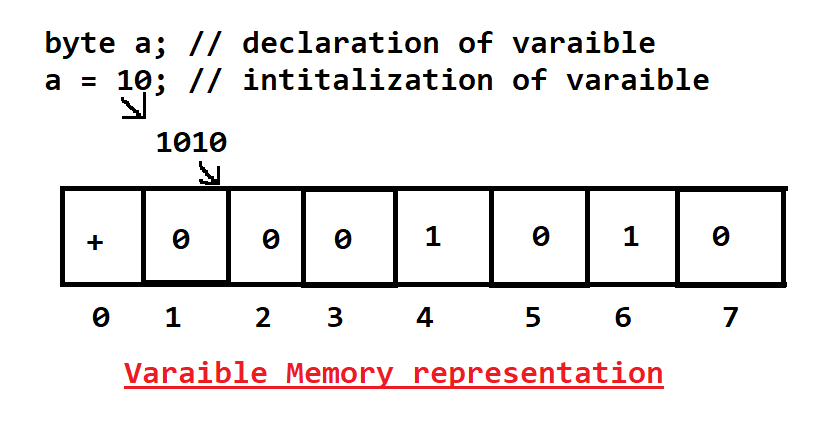 byte a; // declaration of varaible
a = 10; // intitalization of varaible
1010
+ 0 0 0 1 0 1 0
0 1 2 3 4 5 6 7
Varaible Memory representation